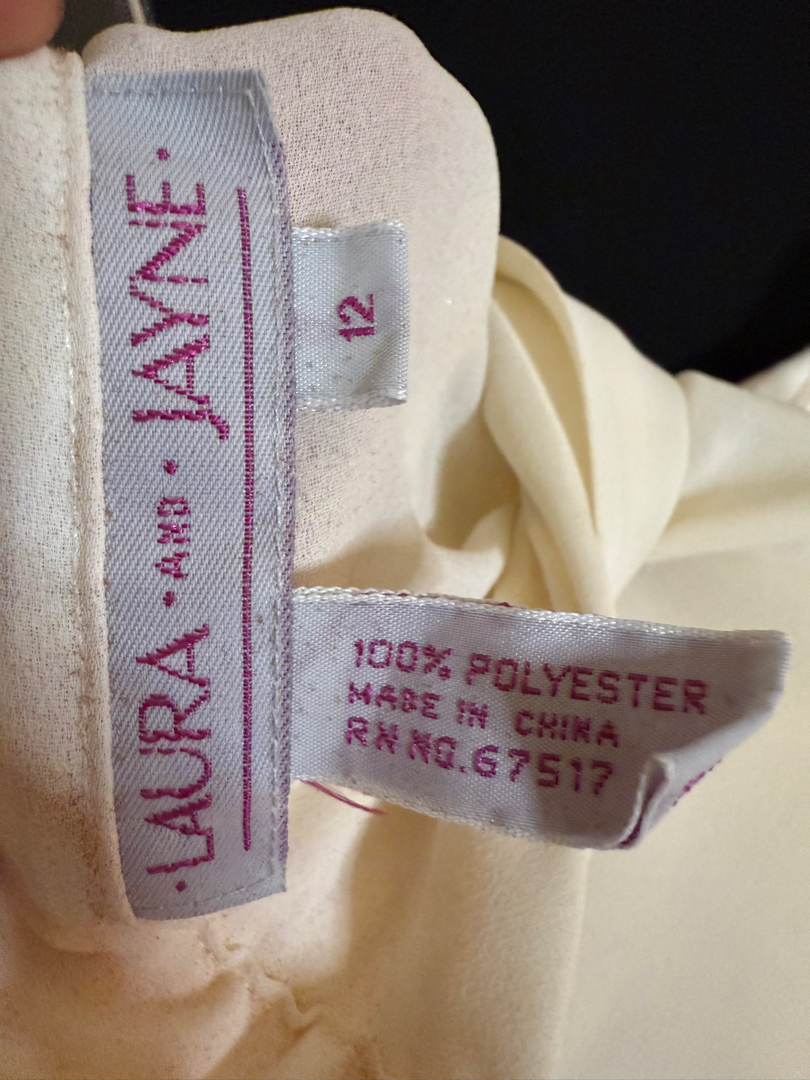 ·LAURA·AND·JAYNE·
12
100% POLYESTER
MADE IN CHINA
RN NO.67517